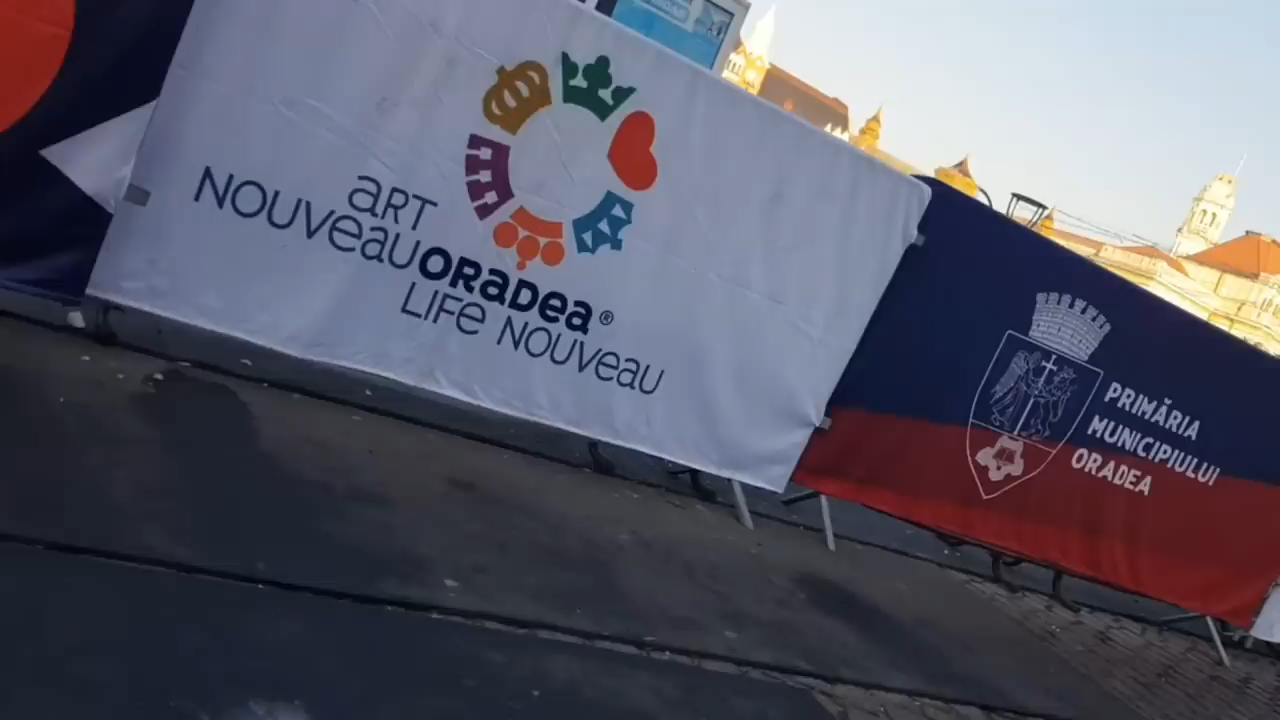 aRT
NOUVeaU ORaDea®
LIFe NOUVeaU
PRIMĂRIA
MUNICIPIULUI
ORADEA